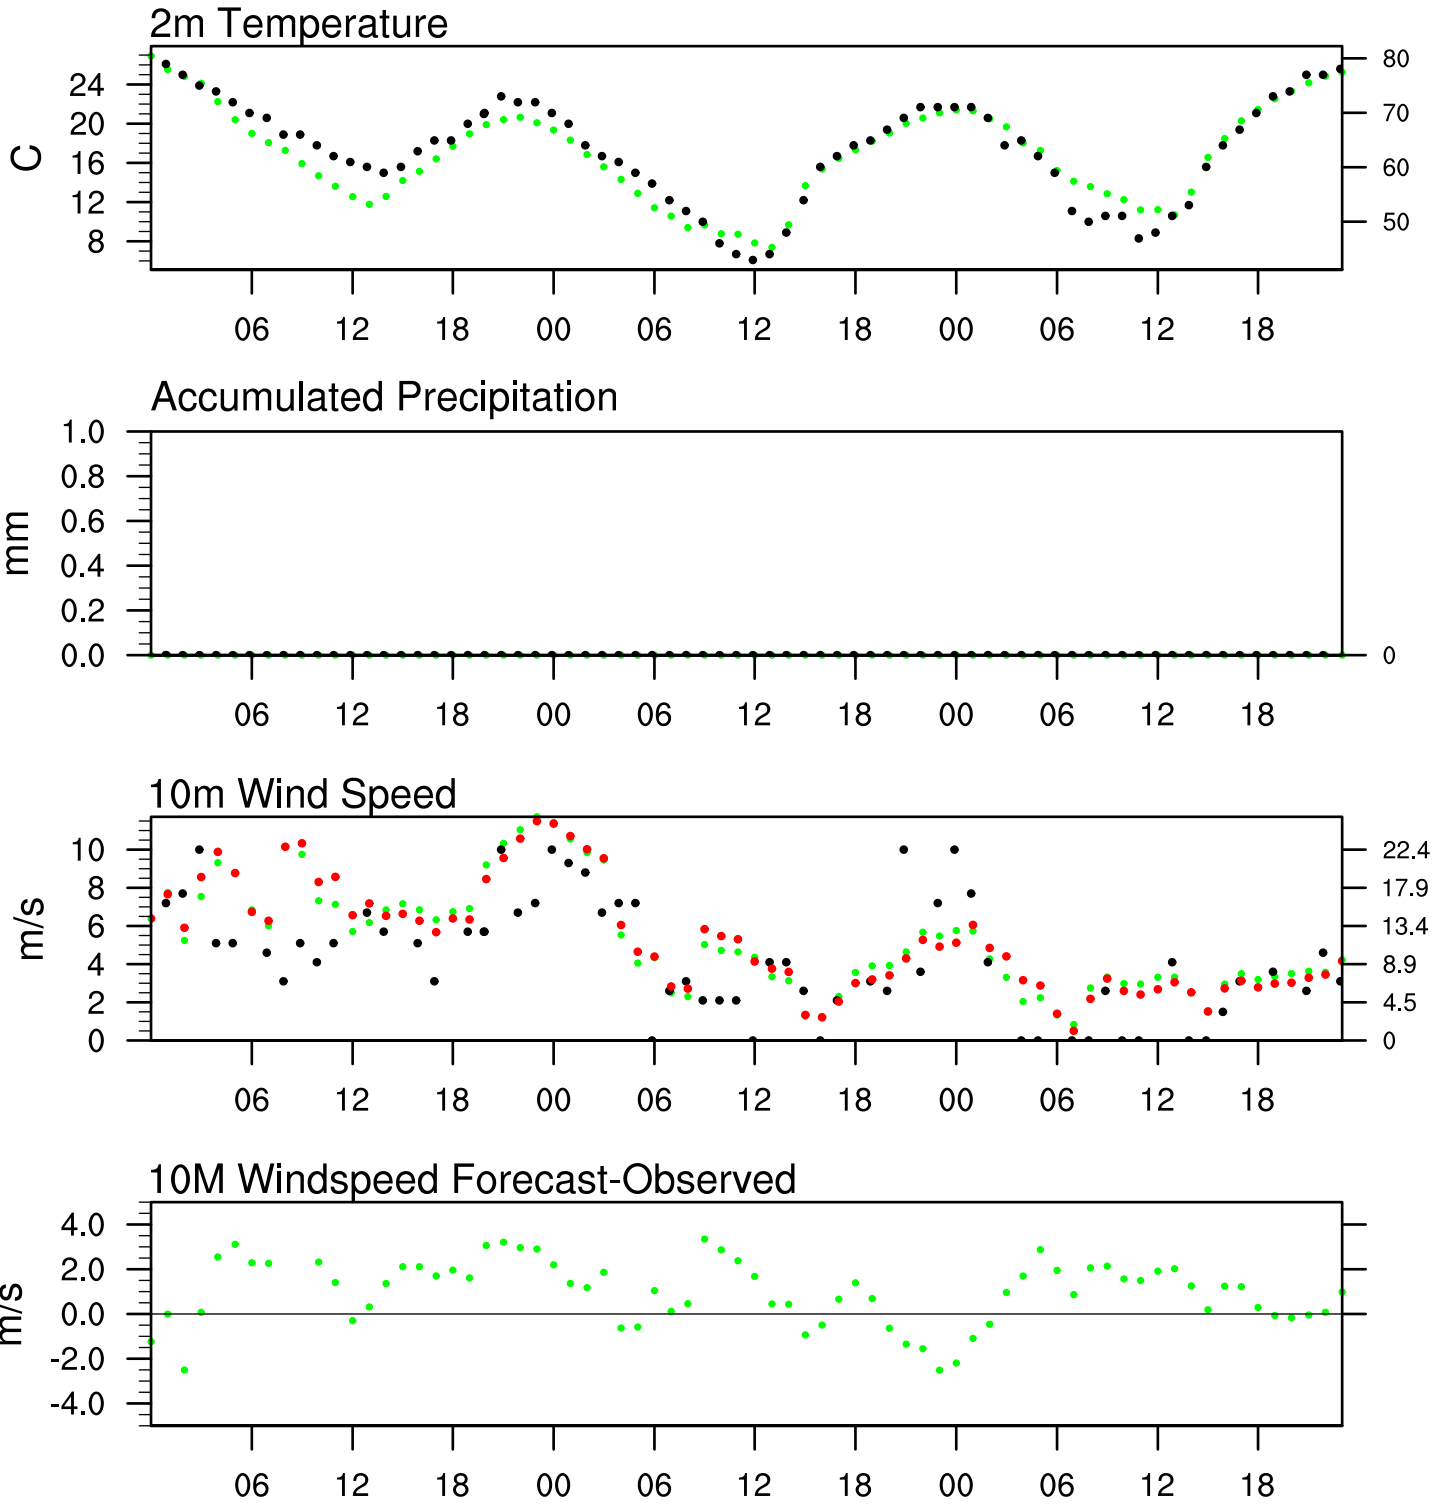 2m Temperature
24
20
16
12
8
C
80
70
60
50
06 12 18 00 06 12 18 00 06 12 18
Accumulated Precipitation
1.0
0.8
0.6
0.4
0.2
0.0
mm
0
06 12 18 00 06 12 18 00 06 12 18
10m Wind Speed
10
8
6
4
2
0
m/s
22.4
17.9
13.4
8.9
4.5
0
06 12 18 00 06 12 18 00 06 12 18
10M Windspeed Forecast-Observed
4.0
2.0
0.0
-2.0
-4.0
m/s
06 12 18 00 06 12 18 00 06 12 18